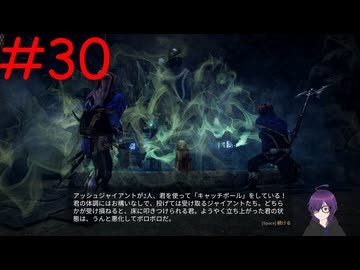 #30
アッシュジャイアントが2人、君を使って「キャッチボール」をしている！
君の体調にはお構いなしで、投げては受け取るジャイアントたち。どちら
かが受け損ねると、床に叩きつけられる君。ようやく立ち上がった君の状
態は、うんと悪化してボロボロだ。
[Space]続ける